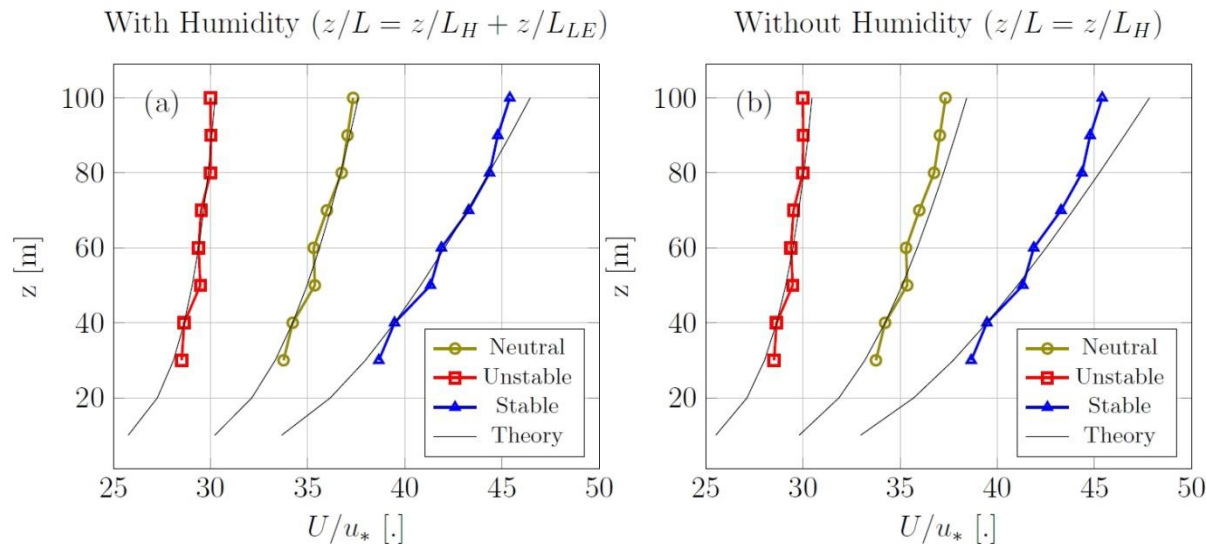 With Humidity (z/L = z/L_H + z/L_{LE})
(a)
100
80
60
40
20
z [m]
25 30 35 40 45 50
U/u_* [.]
Neutral
Unstable
Stable
Theory
Without Humidity (z/L = z/L_H)
(b)
100
80
60
40
20
z [m]
25 30 35 40 45 50
U/u_* [.]
Neutral
Unstable
Stable
Theory